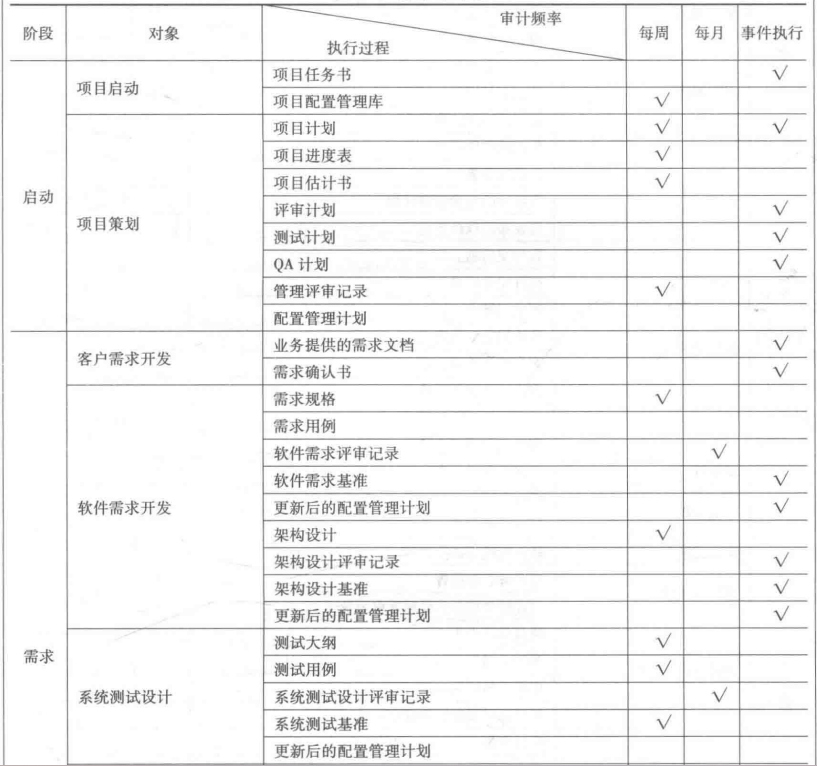 阶段 对象 审计频率 执行过程 每周 每月 事件执行
启动 项目启动 项目任务书 √
项目配置管理库 √
项目策划 项目计划 √ √
项目进度表 √
项目估计书 √
评审计划 √
测试计划 √
QA 计划 √
管理评审记录 √
配置管理计划
需求 客户需求开发 业务提供的需求文档 √
需求确认书 √
软件需求开发 需求规格 √
需求用例
软件需求评审记录 √
软件需求基准 √
更新后的配置管理计划 √
架构设计 √
架构设计评审记录 √
架构设计基准 √
更新后的配置管理计划 √
系统测试设计 测试大纲 √
测试用例 √
系统测试设计评审记录 √
系统测试基准 √
更新后的配置管理计划